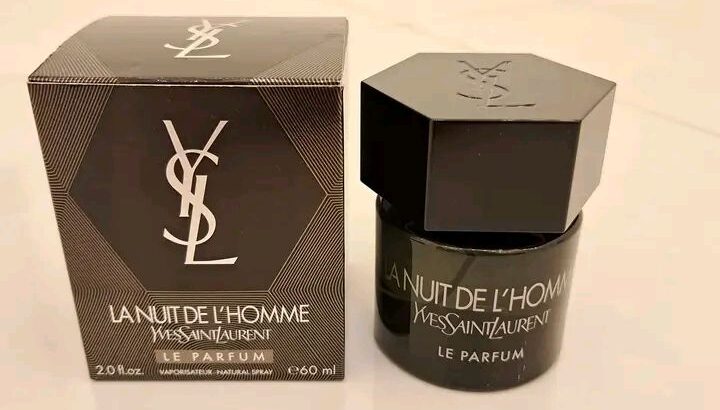 YSL
YSL
LA NUIT DE L'HOMME
YVESSAINTLAURENT
LE PARFUM
2.0 fl.oz. VAPORISATEUR-NATURAL SPRAY ℮60 ml
YSL
LA NUIT DE L'HOMM
YVESSAINTLAURENT
LE PARFUM